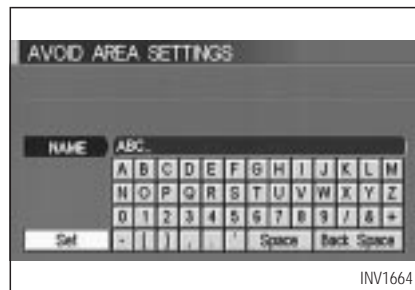 AVOID AREA SETTINGS
NAME ABC_
A B C D E F G H I J K L M
N O P Q R S T U V W X Y Z
0 1 2 3 4 5 6 7 8 9 / & +
Set - ( ) , . ' Space Back Space
INV1664